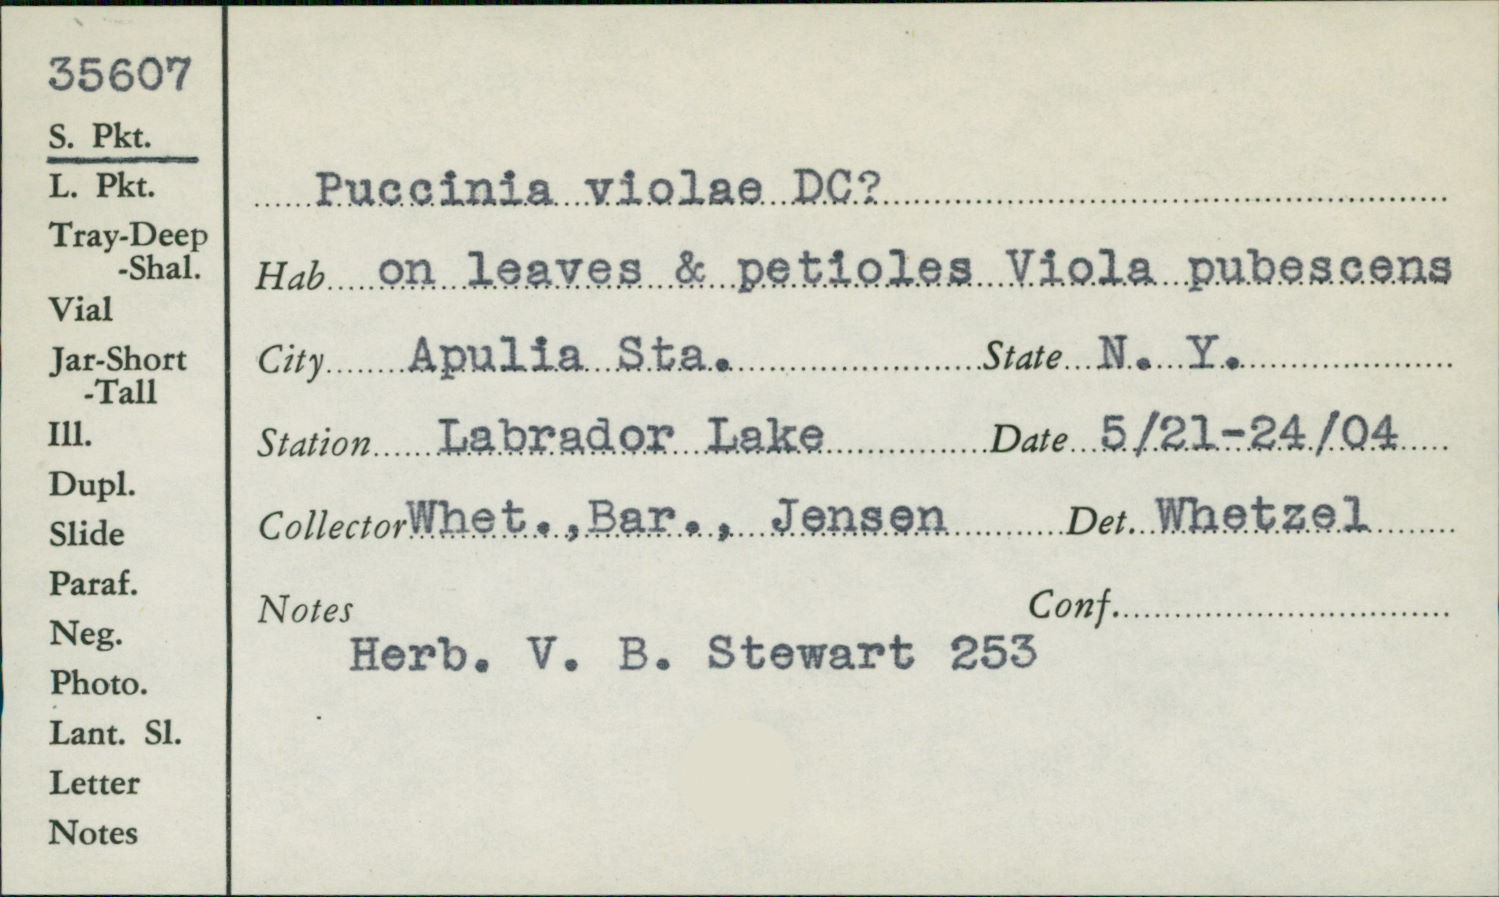 35607
S. Pkt.
L. Pkt.
Tray-Deep
-Shal.
Vial
Jar-Short
-Tall
Ill.
Dupl.
Slide
Paraf.
Neg.
Photo.
Lant. Sl.
Letter
Notes
Puccinia violae DC?
Hab on leaves & petioles Viola pubescens
City Apulia Sta. State N. Y.
Station Labrador Lake Date 5/21-24/04
Collector Whet.,Bar., Jensen Det. Whetzel
Notes Conf.
Herb. V. B. Stewart 253